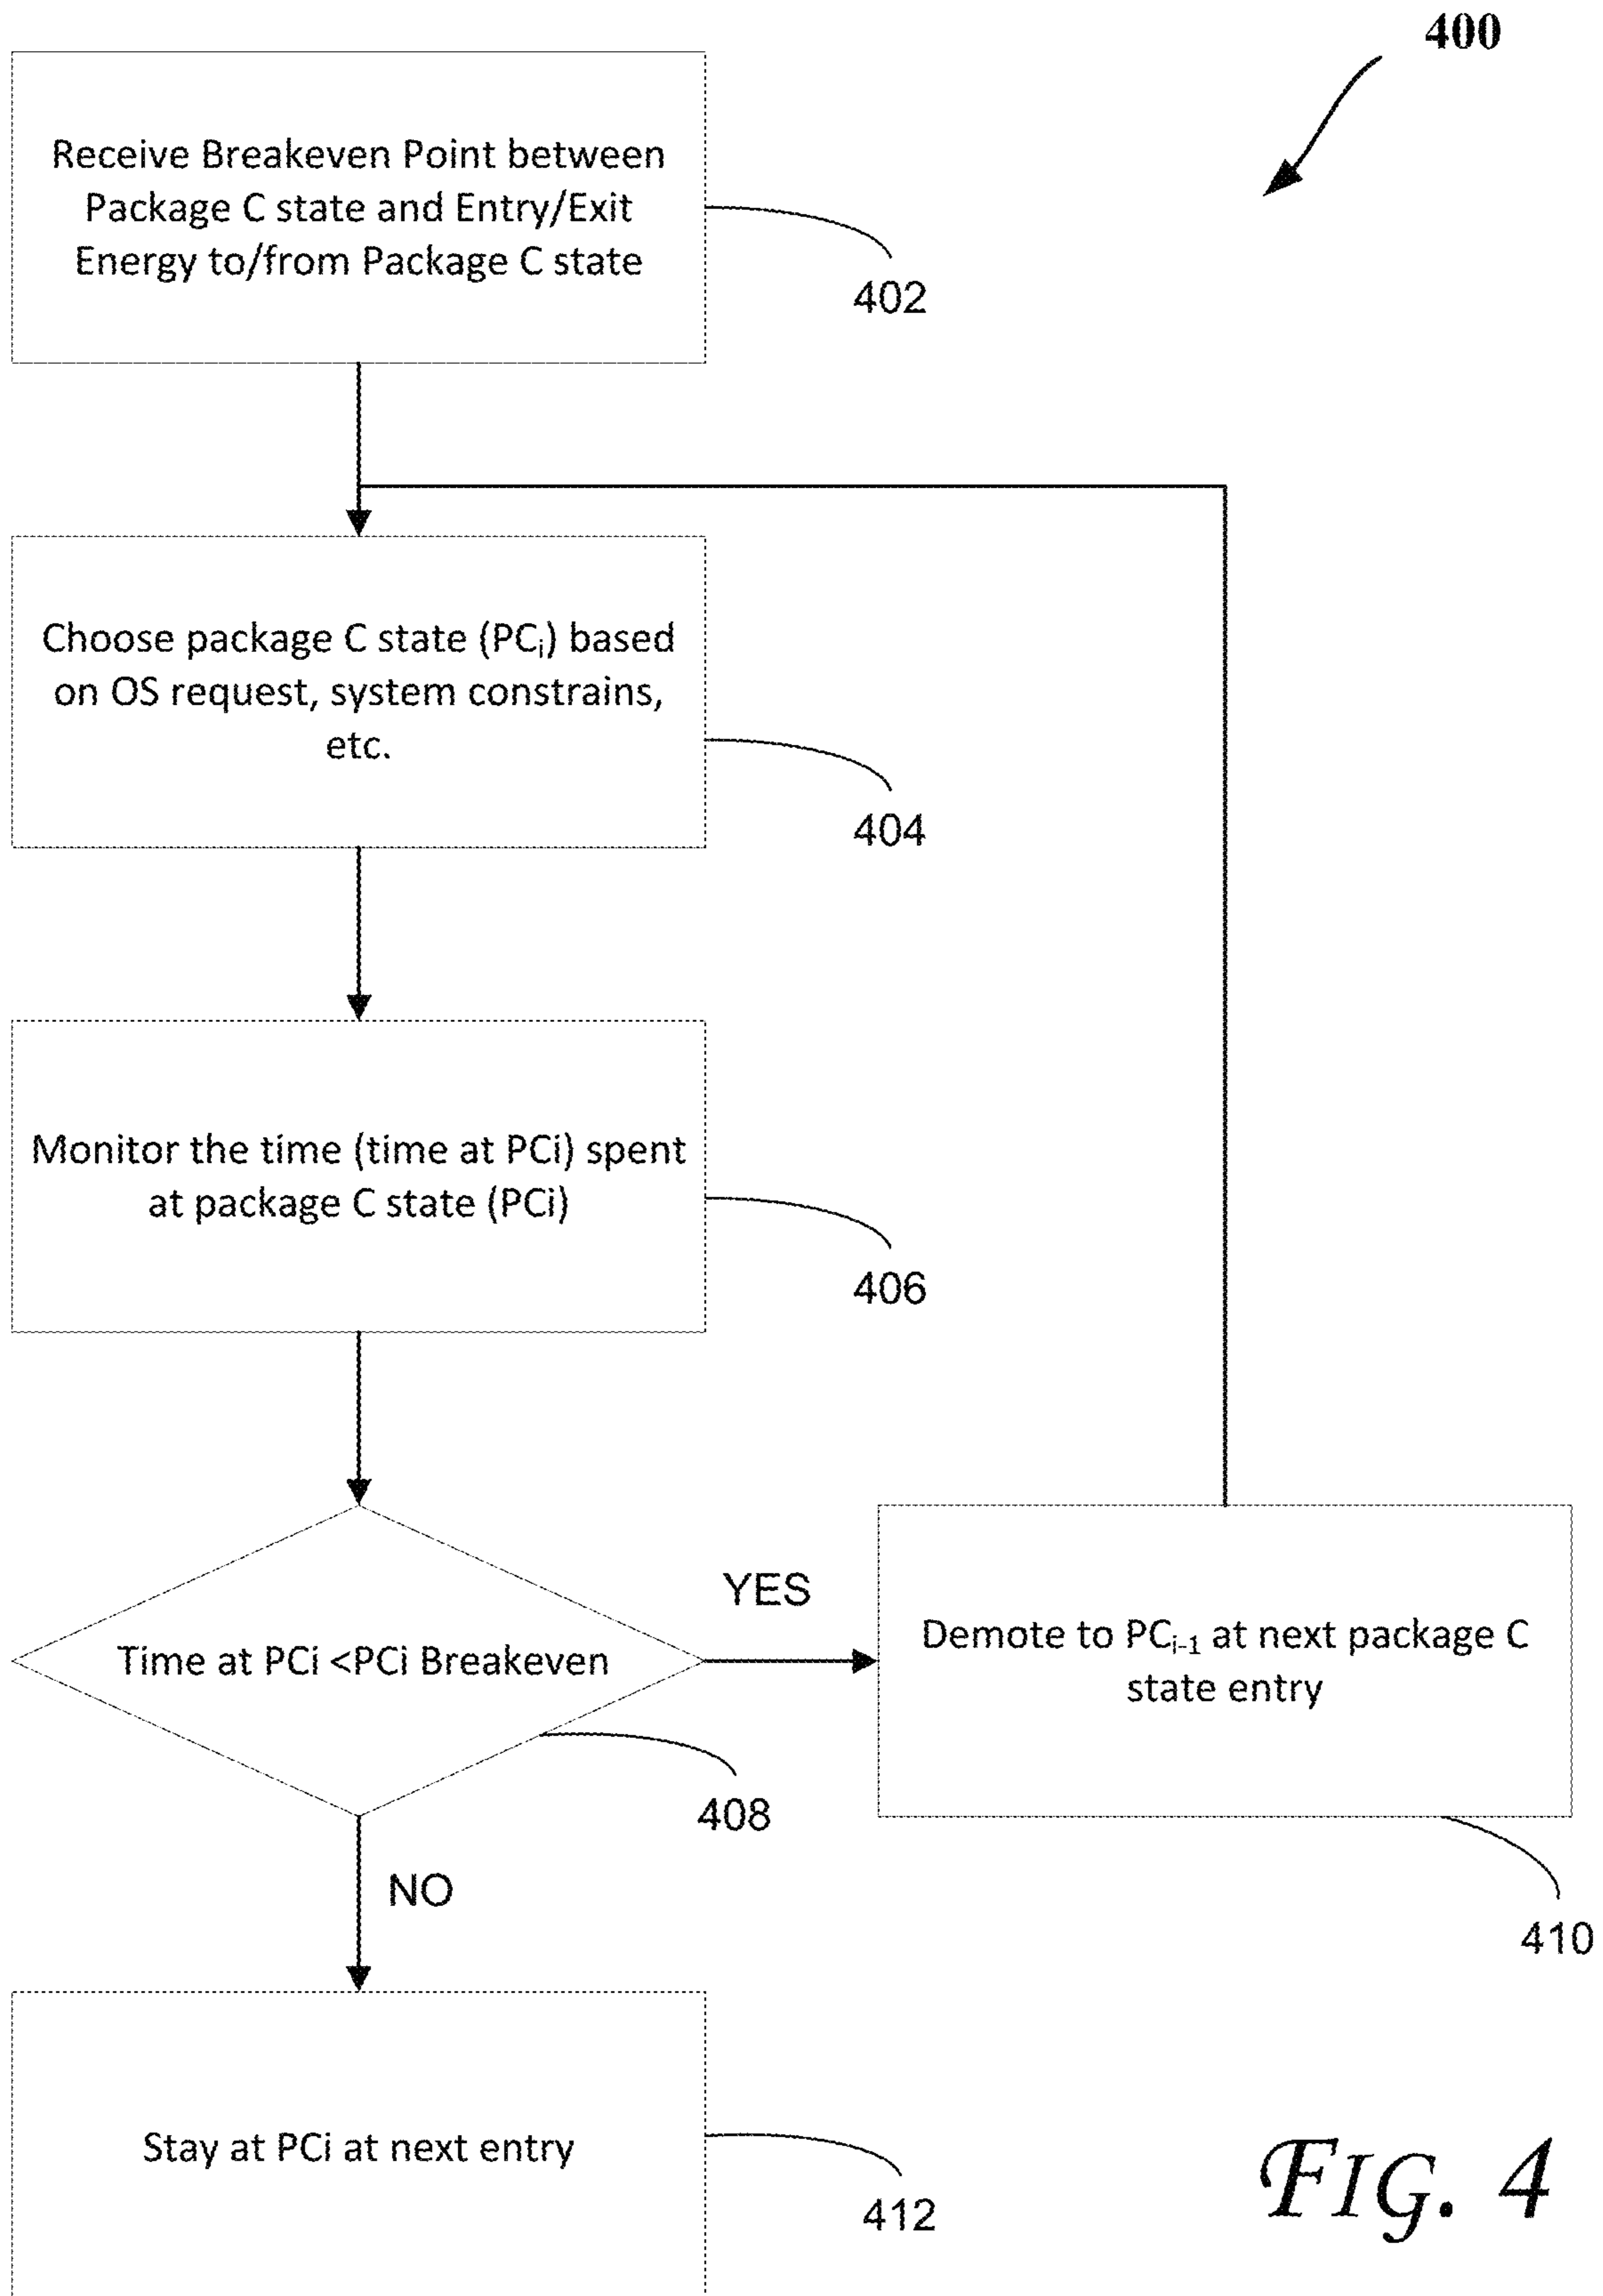 400
Receive Breakeven Point between
Package C state and Entry/Exit
Energy to/from Package C state
402
Choose package C state (PCi) based
on OS request, system constrains,
etc.
404
Monitor the time (time at PCi) spent
at package C state (PCi)
406
Time at PCi <PCi Breakeven
408
YES
Demote to PCi-1 at next package C
state entry
410
NO
Stay at PCi at next entry
412
FIG. 4